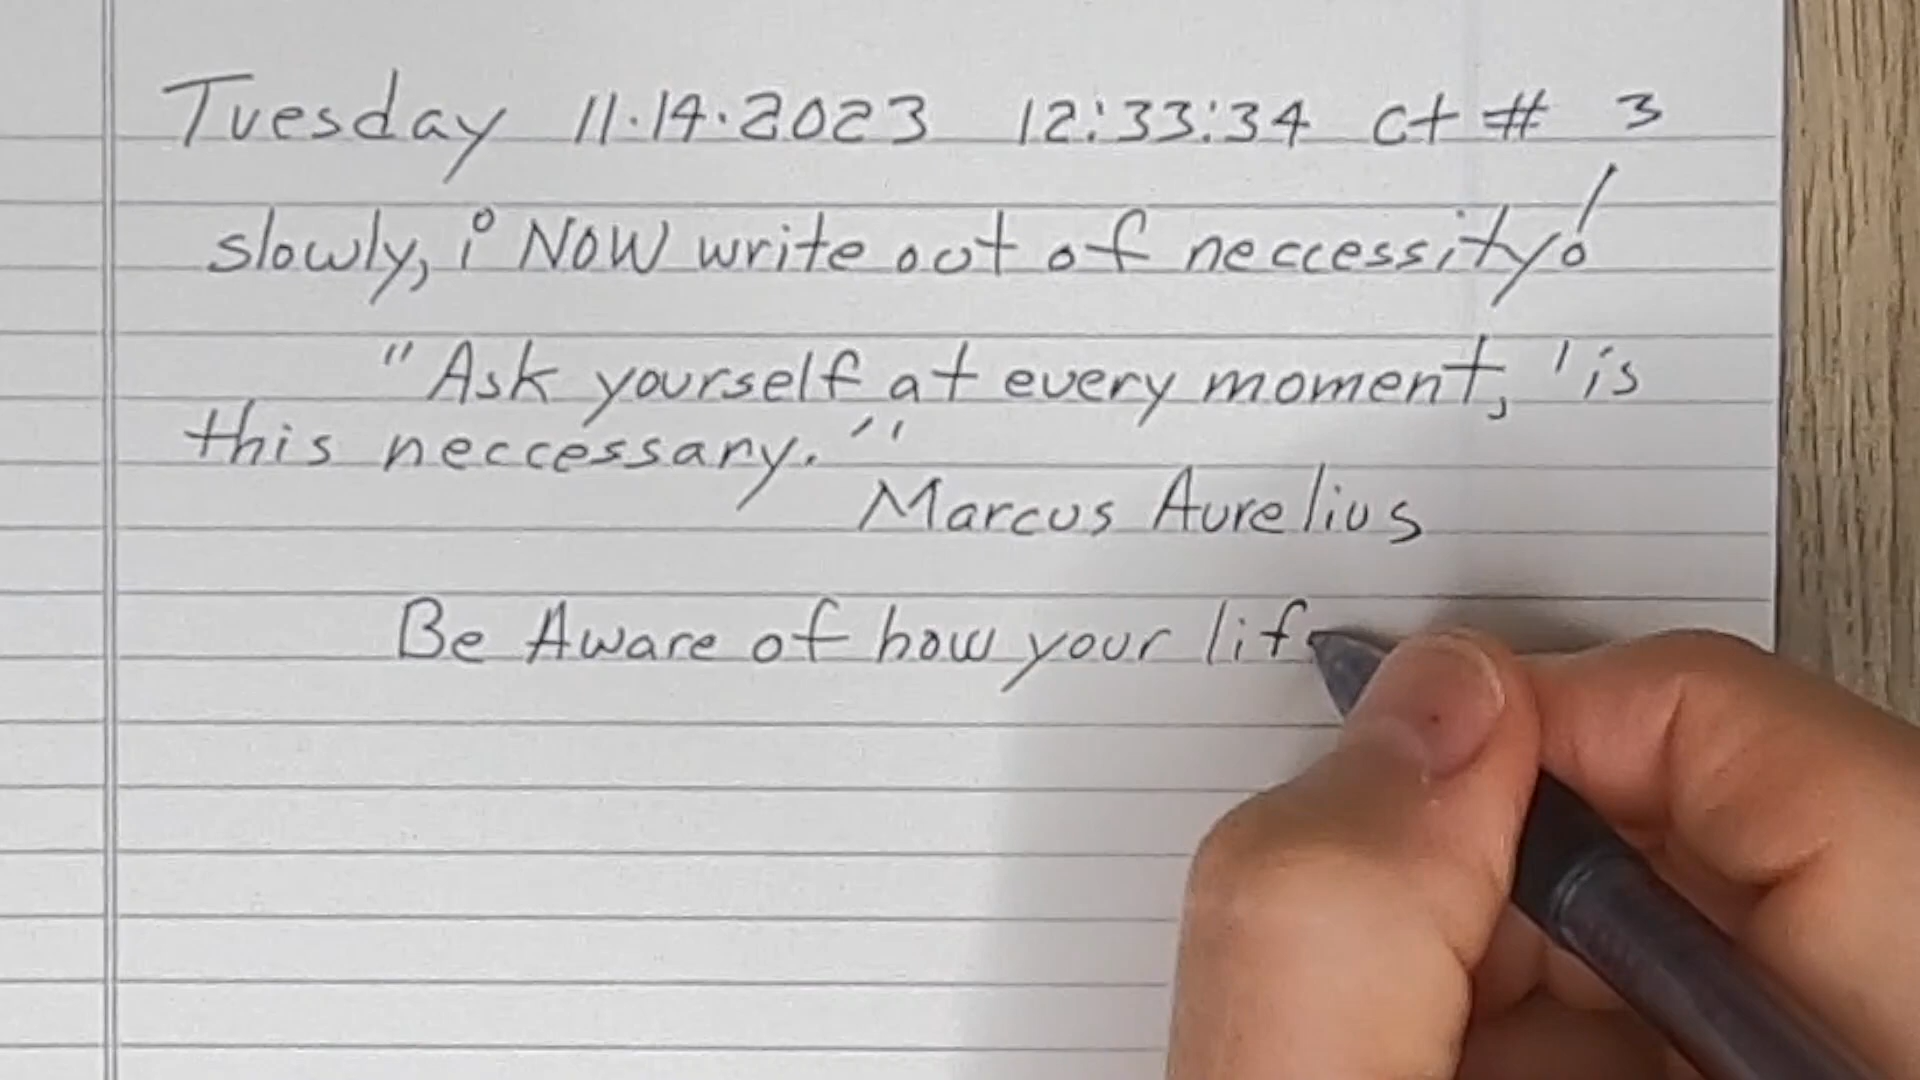 Tuesday 11.14.2023 12:33:34 ct # 3
slowly, i NOW write out of neccessity!
"Ask yourself at every moment, 'is
this neccessary.'"
Marcus Aurelius
Be Aware of how your life